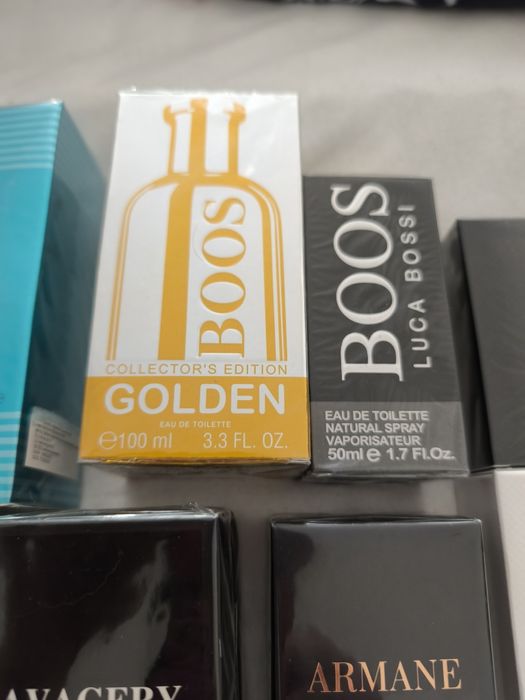 BOOS
COLLECTOR'S EDITION
GOLDEN
EAU DE TOILETTE
℮100 ml 3.3 FL. OZ.
BOOS
LUCA BOSSI
EAU DE TOILETTE
NATURAL SPRAY
VAPORISATEUR
50ml ℮ 1.7 Fl.Oz.
AVAGERY
ARMANE